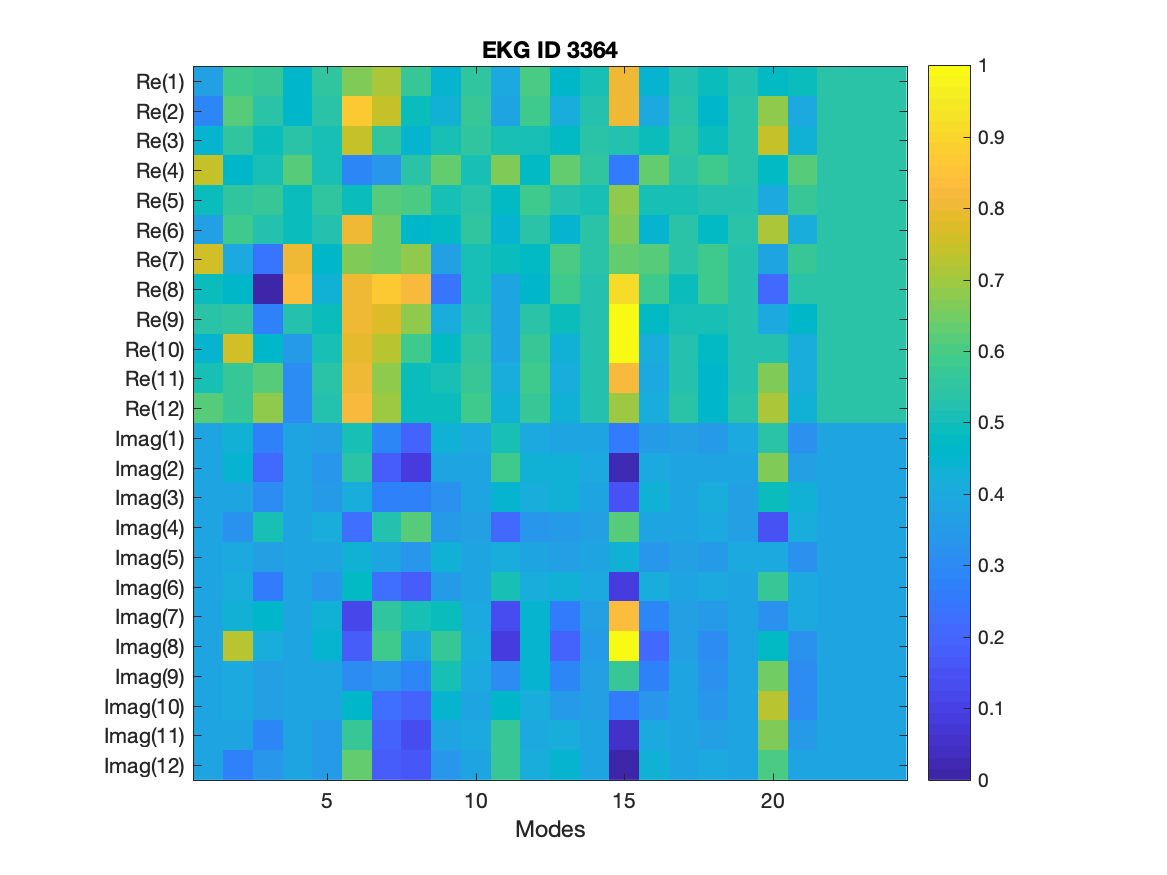 EKG ID 3364
Re(1)
Re(2)
Re(3)
Re(4)
Re(5)
Re(6)
Re(7)
Re(8)
Re(9)
Re(10)
Re(11)
Re(12)
Imag(1)
Imag(2)
Imag(3)
Imag(4)
Imag(5)
Imag(6)
Imag(7)
Imag(8)
Imag(9)
Imag(10)
Imag(11)
Imag(12)
5 10 15 20
Modes
1
0.9
0.8
0.7
0.6
0.5
0.4
0.3
0.2
0.1
0